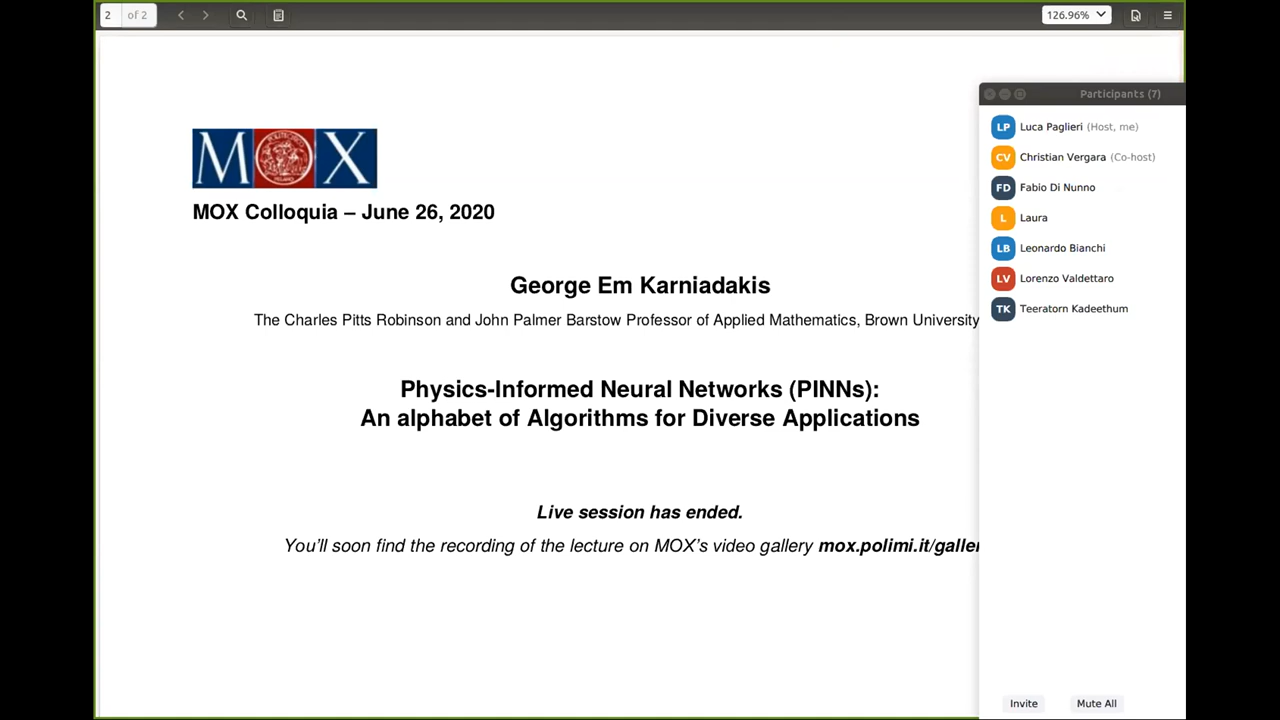 2 of 2
126.96%
MOX
MOX Colloquia – June 26, 2020
George Em Karniadakis
The Charles Pitts Robinson and John Palmer Barstow Professor of Applied Mathematics, Brown University
Physics-Informed Neural Networks (PINNs):
An alphabet of Algorithms for Diverse Applications
Live session has ended.
You'll soon find the recording of the lecture on MOX's video gallery mox.polimi.it/galler
Participants (7)
LP Luca Paglieri (Host, me)
CV Christian Vergara (Co-host)
FD Fabio Di Nunno
L Laura
LB Leonardo Bianchi
LV Lorenzo Valdettaro
TK Teeratorn Kadeethum
Invite Mute All